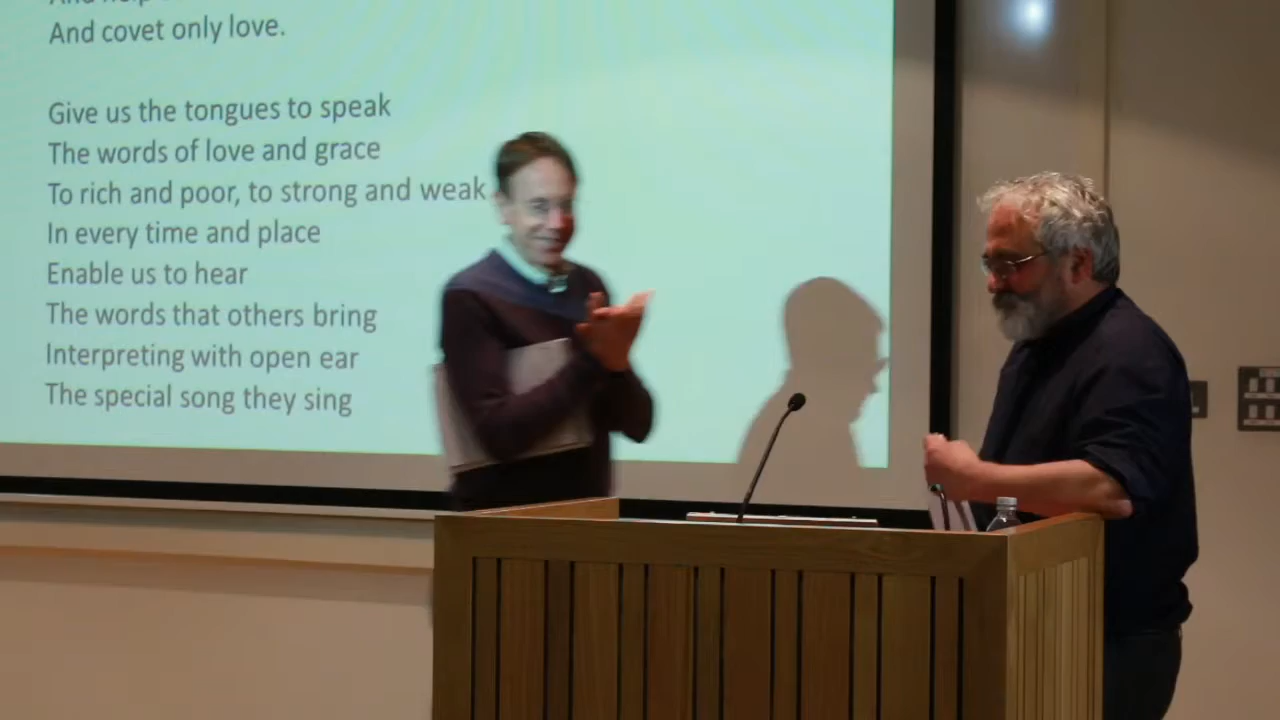 And covet only love.
Give us the tongues to speak
The words of love and grace
To rich and poor, to strong and weak
In every time and place
Enable us to hear
The words that others bring
Interpreting with open ear
The special song they sing